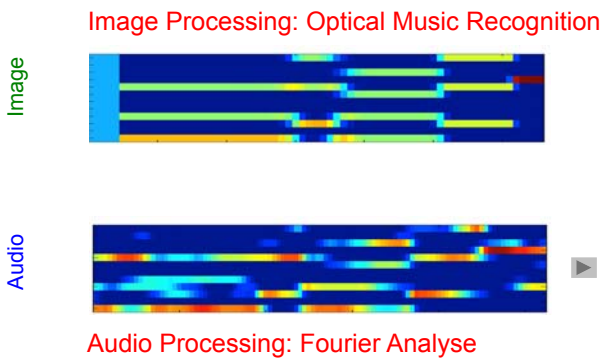 Image Processing: Optical Music Recognition
Image
Audio
Audio Processing: Fourier Analyse